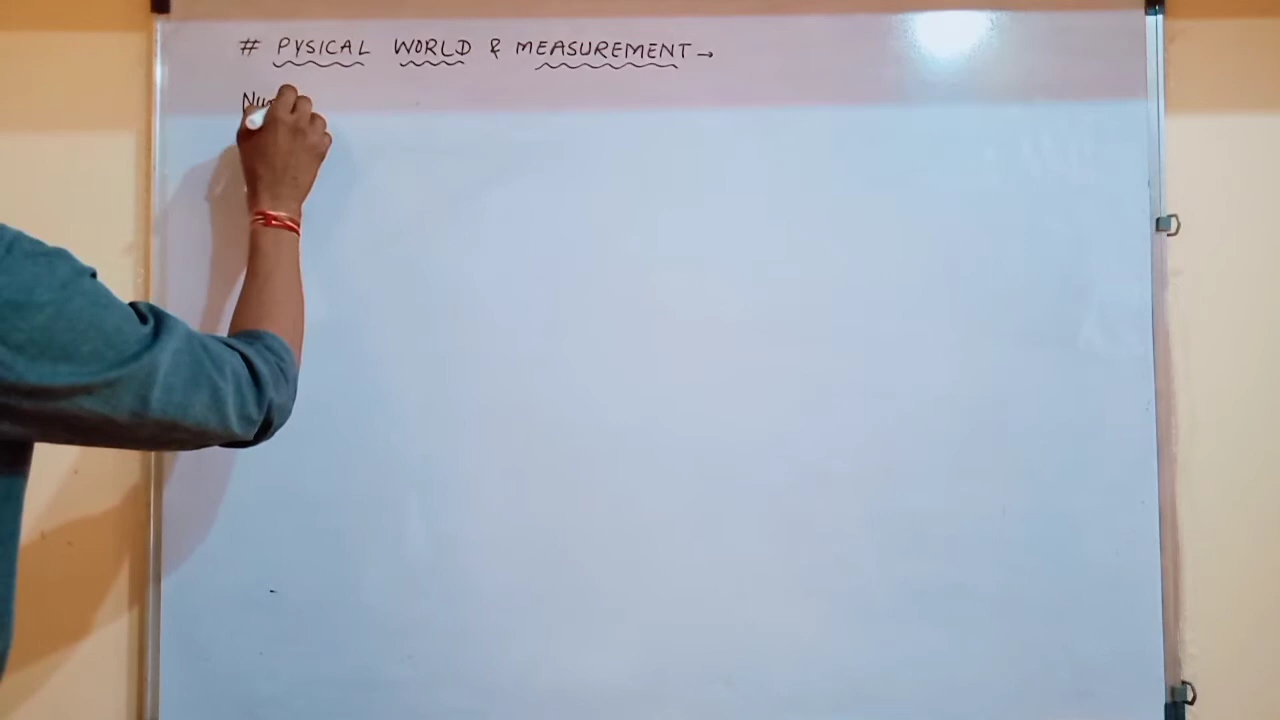 # PYSICAL WORLD & MEASUREMENT →